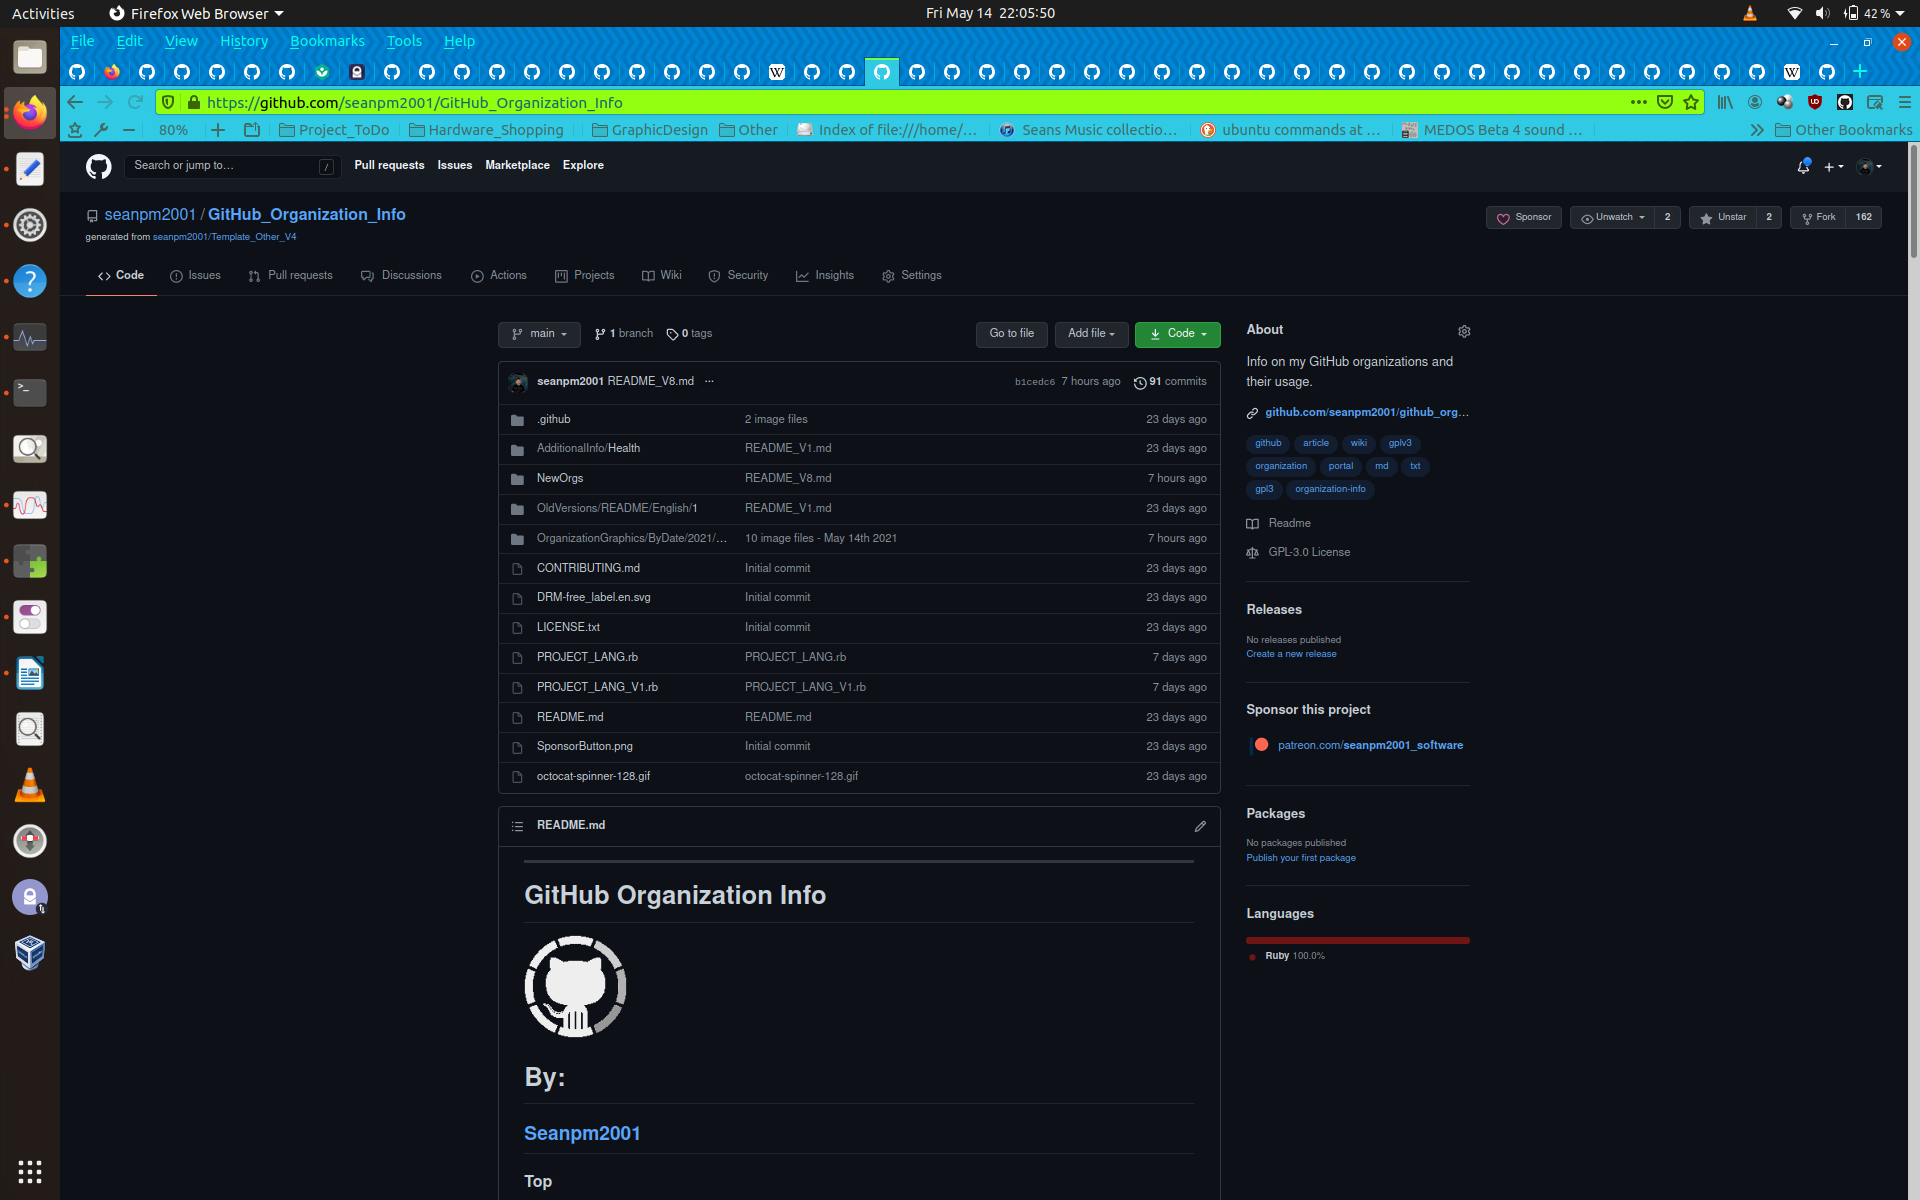 Activities
Firefox Web Browser
Fri May 14  22:05:50
42 %
File Edit View History Bookmarks Tools Help
https://github.com/seanpm2001/GitHub_Organization_Info
80%
Project_ToDo
Hardware_Shopping
GraphicDesign
Other
Index of file:///home/...
Seans Music collectio...
ubuntu commands at ...
MEDOS Beta 4 sound ...
Other Bookmarks
Search or jump to...
/
Pull requests
Issues
Marketplace
Explore
seanpm2001 / GitHub_Organization_Info
generated from seanpm2001/Template_Other_V4
Sponsor
Unwatch 2
Unstar 2
Fork 162
Code
Issues
Pull requests
Discussions
Actions
Projects
Wiki
Security
Insights
Settings
main
1 branch
0 tags
Go to file
Add file
Code
seanpm2001 README_V8.md ...
b1cedc6 7 hours ago 91 commits
.github 2 image files 23 days ago
AdditionalInfo/Health README_V1.md 23 days ago
NewOrgs README_V8.md 7 hours ago
OldVersions/README/English/1 README_V1.md 23 days ago
OrganizationGraphics/ByDate/2021/... 10 image files - May 14th 2021 7 hours ago
CONTRIBUTING.md Initial commit 23 days ago
DRM-free_label.en.svg Initial commit 23 days ago
LICENSE.txt Initial commit 23 days ago
PROJECT_LANG.rb PROJECT_LANG.rb 7 days ago
PROJECT_LANG_V1.rb PROJECT_LANG_V1.rb 7 days ago
README.md README.md 23 days ago
SponsorButton.png Initial commit 23 days ago
octocat-spinner-128.gif octocat-spinner-128.gif 23 days ago
README.md
GitHub Organization Info
By:
Seanpm2001
Top
About
Info on my GitHub organizations and
their usage.
github.com/seanpm2001/github_org...
github article wiki gplv3
organization portal md txt
gpl3 organization-info
Readme
GPL-3.0 License
Releases
No releases published
Create a new release
Sponsor this project
patreon.com/seanpm2001_software
Packages
No packages published
Publish your first package
Languages
Ruby 100.0%